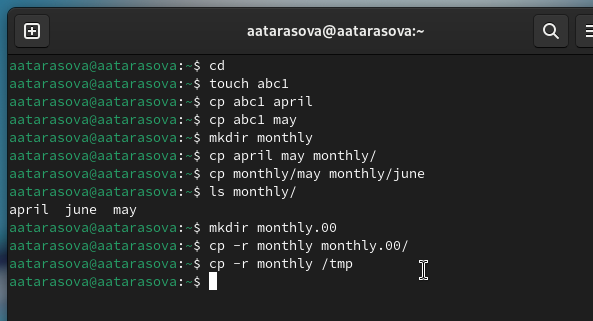 aatarasova@aatarasova:~
aatarasova@aatarasova:~$ cd
aatarasova@aatarasova:~$ touch abc1
aatarasova@aatarasova:~$ cp abc1 april
aatarasova@aatarasova:~$ cp abc1 may
aatarasova@aatarasova:~$ mkdir monthly
aatarasova@aatarasova:~$ cp april may monthly/
aatarasova@aatarasova:~$ cp monthly/may monthly/june
aatarasova@aatarasova:~$ ls monthly/
april  june  may
aatarasova@aatarasova:~$ mkdir monthly.00
aatarasova@aatarasova:~$ cp -r monthly monthly.00/
aatarasova@aatarasova:~$ cp -r monthly /tmp
aatarasova@aatarasova:~$